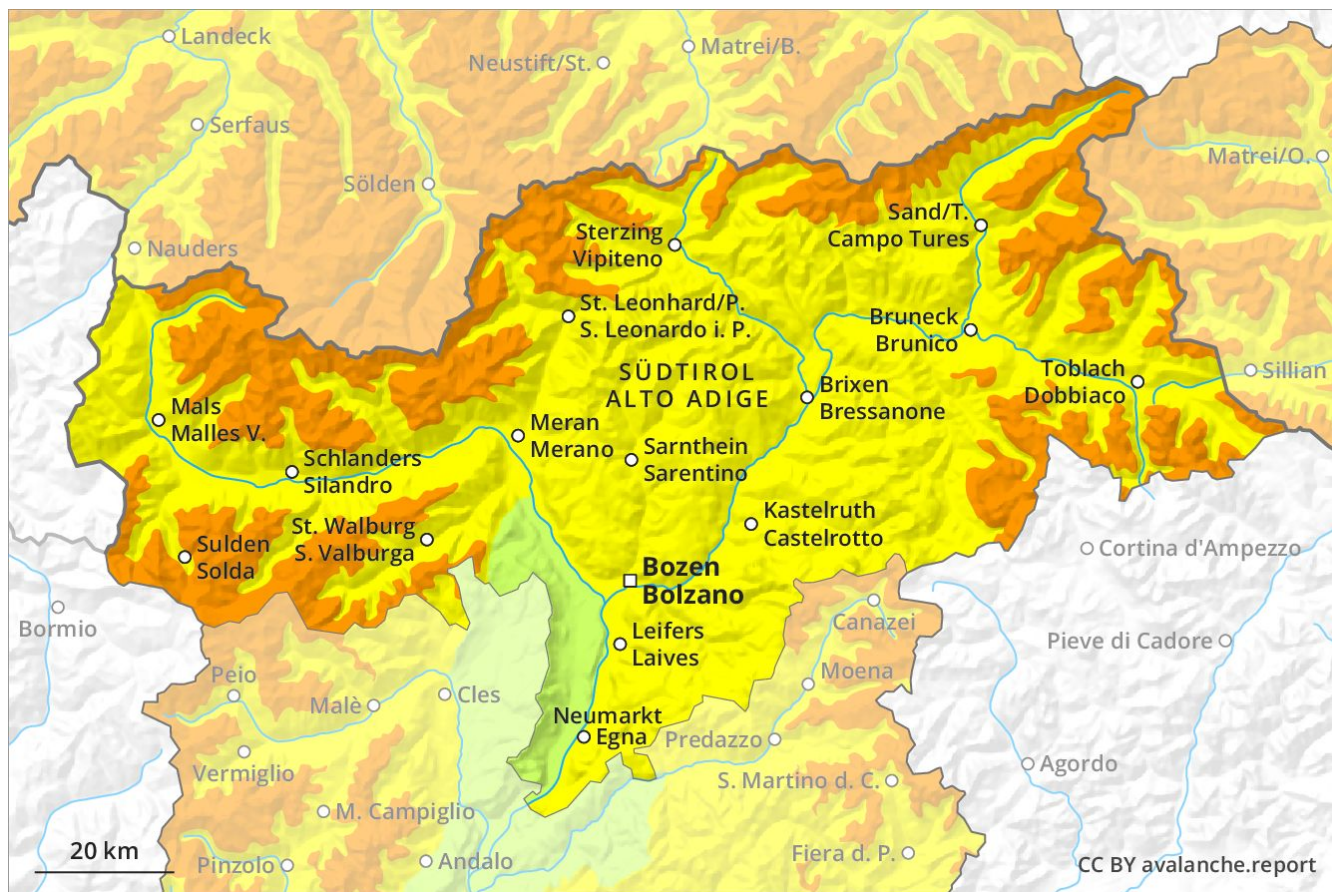 Landeck
Matrei/B.
Neustift/St.
Serfaus
Matrei/O.
Sölden
Sand/T.
Campo Tures
Sterzing
Vipiteno
Nauders
St. Leonhard/P.
S. Leonardo i. P.
Bruneck
Brunico
SÜDTIROL
ALTO ADIGE
Toblach
Dobbiaco
Sillian
Brixen
Bressanone
Mals
Malles V.
Meran
Merano
Sarnthein
Sarentino
Schlanders
Silandro
Kastelruth
Castelrotto
St. Walburg
S. Valburga
Sulden
Solda
Cortina d'Ampezzo
Bozen
Bolzano
Bormio
Canazei
Leifers
Laives
Pieve di Cadore
Peio
Moena
Malè
Cles
Neumarkt
Egna
Predazzo
Vermiglio
Agordo
S. Martino d. C.
M. Campiglio
20 km
Pinzolo
Andalo
Fiera d. P.
CC BY avalanche.report